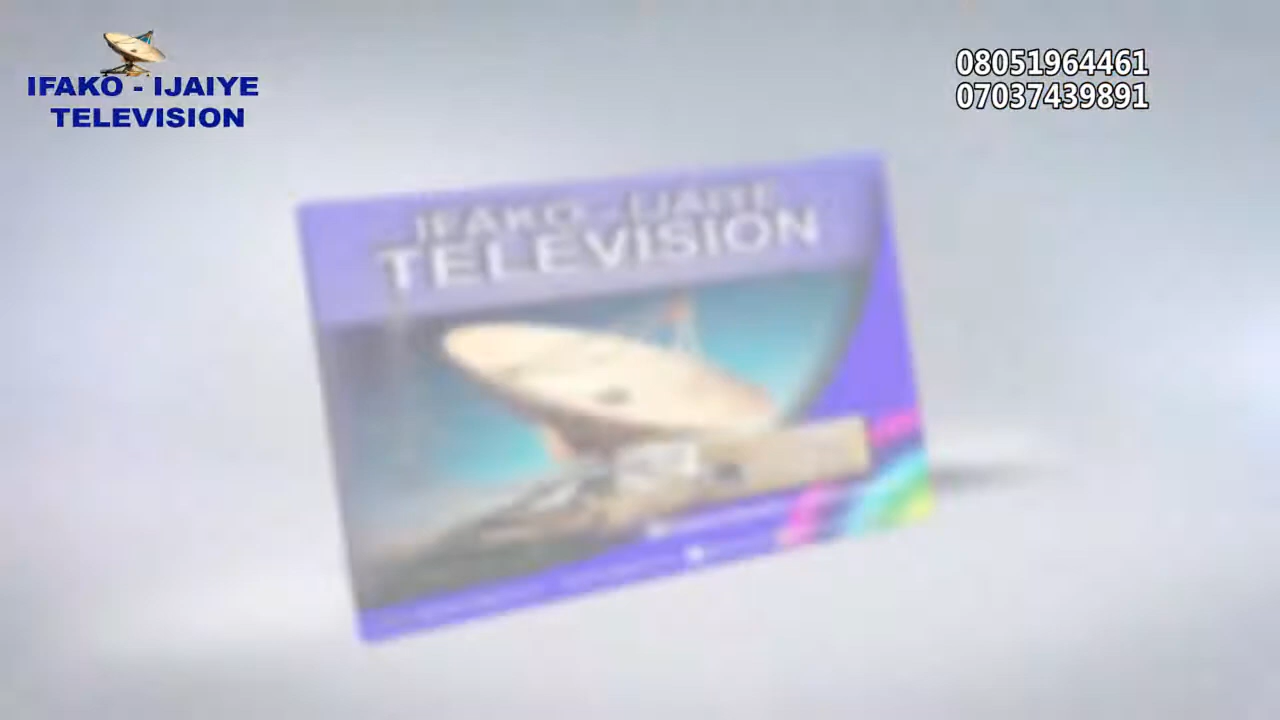 IFAKO - IJAIYE
TELEVISION
08051964461
07037439891
IFAKO - IJAIYE
TELEVISION